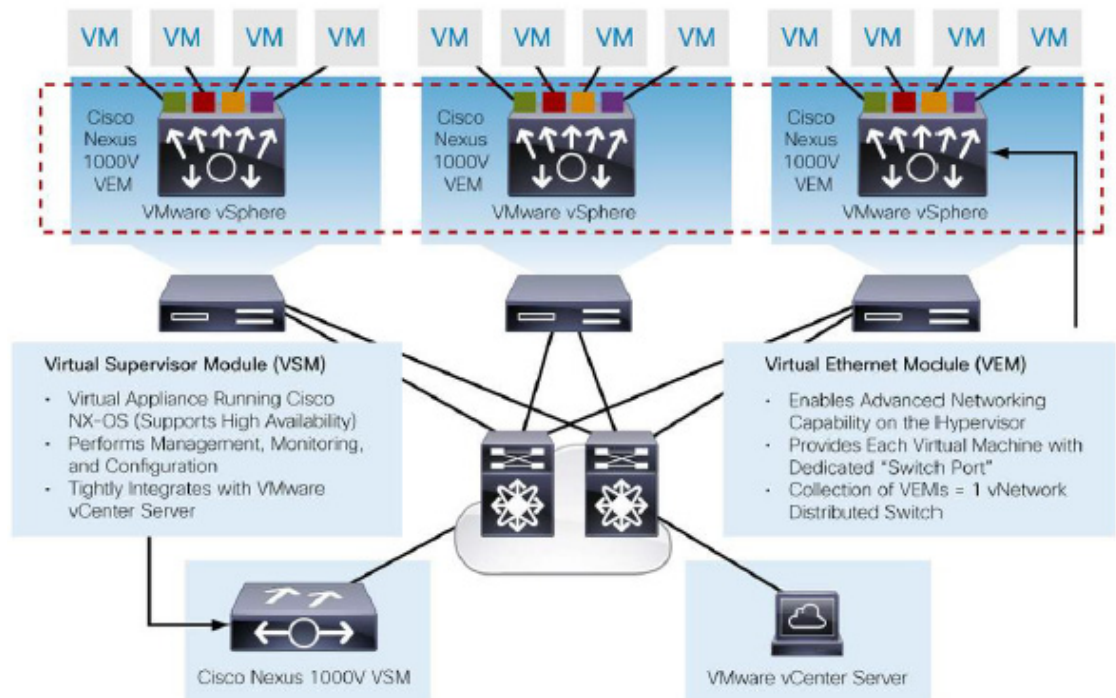 VM VM VM VM VM VM VM VM VM VM VM VM
Cisco
Nexus
1000V
VEM
VMware vSphere
Cisco
Nexus
1000V
VEM
VMware vSphere
Cisco
Nexus
1000V
VEM
VMware vSphere
Virtual Supervisor Module (VSM)
• Virtual Appliance Running Cisco
NX-OS (Supports High Availability)
• Performs Management, Monitoring,
and Configuration
• Tightly Integrates with VMware
vCenter Server
Virtual Ethernet Module (VEM)
• Enables Advanced Networking
Capability on the Hypervisor
• Provides Each Virtual Machine with
Dedicated "Switch Port"
• Collection of VEMs = 1 vNetwork
Distributed Switch
Cisco Nexus 1000V VSM
VMware vCenter Server